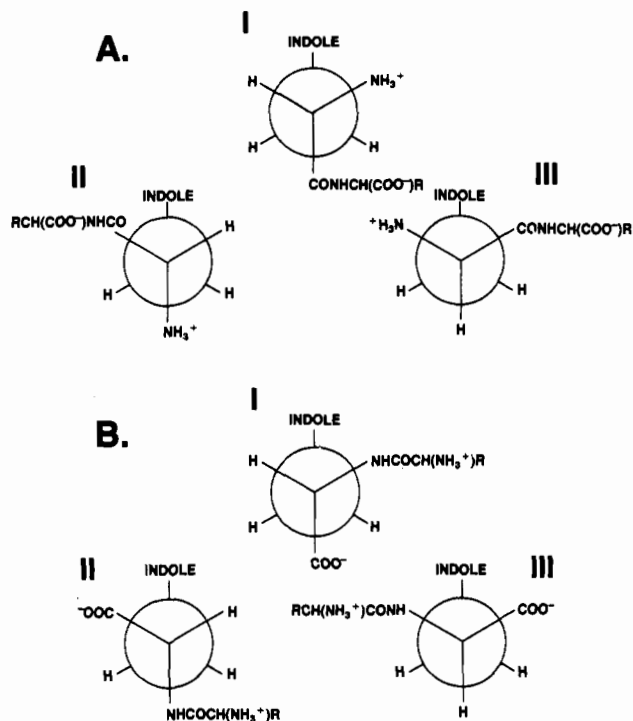 I
A.
INDOLE
H
NH₃⁺
H
H
CONHCH(COO⁻)R
II
INDOLE
RCH(COO⁻)NHCO
H
H
H
NH₃⁺
III
INDOLE
⁺H₃N
CONHCH(COO⁻)R
H
H
H
I
B.
INDOLE
H
NHCOCH(NH₃⁺)R
H
H
COO⁻
II
INDOLE
⁻OOC
H
H
H
NHCOCH(NH₃⁺)R
III
INDOLE
RCH(NH₃⁺)CONH
COO⁻
H
H
H